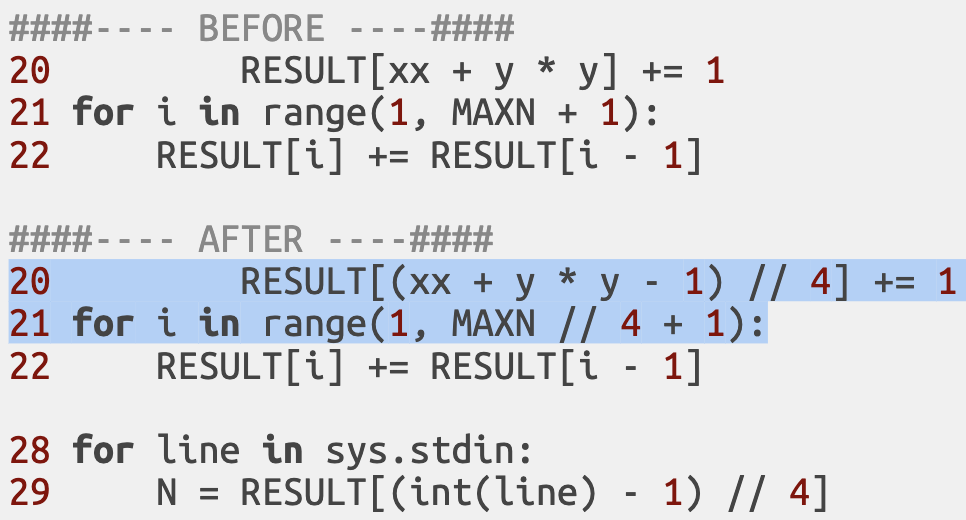 ####---- BEFORE ----####
20         RESULT[xx + y * y] += 1
21 for i in range(1, MAXN + 1):
22     RESULT[i] += RESULT[i - 1]
####---- AFTER ----####
20         RESULT[(xx + y * y - 1) // 4] += 1
21 for i in range(1, MAXN // 4 + 1):
22     RESULT[i] += RESULT[i - 1]
28 for line in sys.stdin:
29     N = RESULT[(int(line) - 1) // 4]